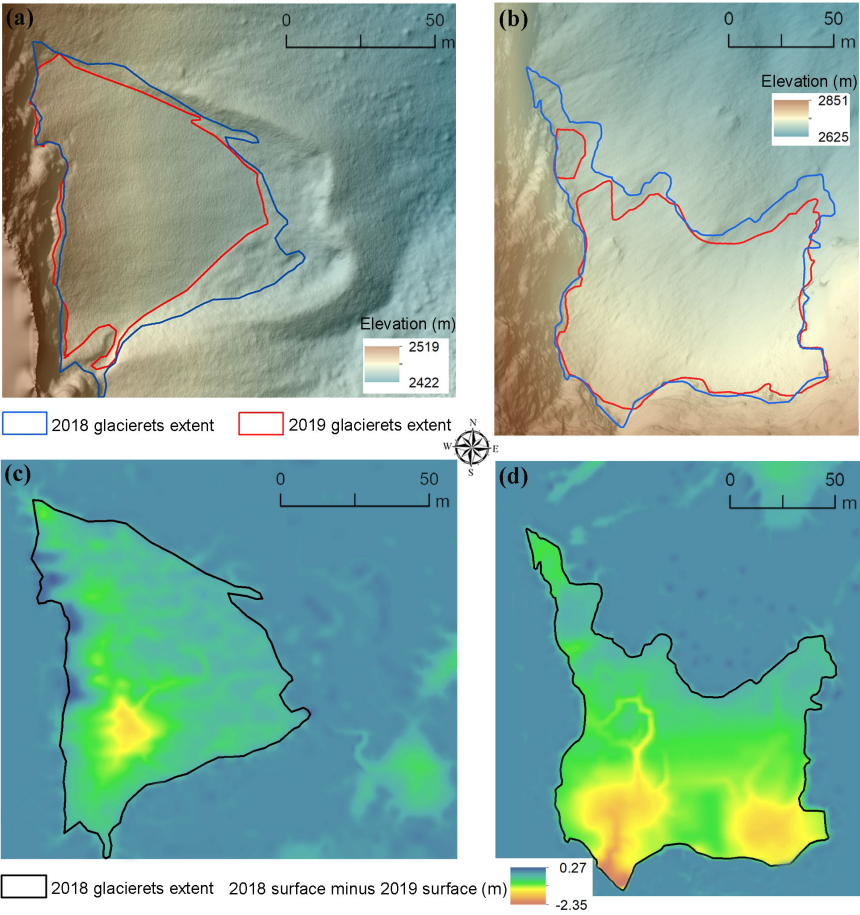 (a)
0 50
m
Elevation (m)
2519
2422
(b)
0 50
m
Elevation (m)
2851
2625
2018 glacierets extent
2019 glacierets extent
N
W E
S
(c)
0 50
m
(d)
0 50
m
2018 glacierets extent
2018 surface minus 2019 surface (m)
0.27
-2.35